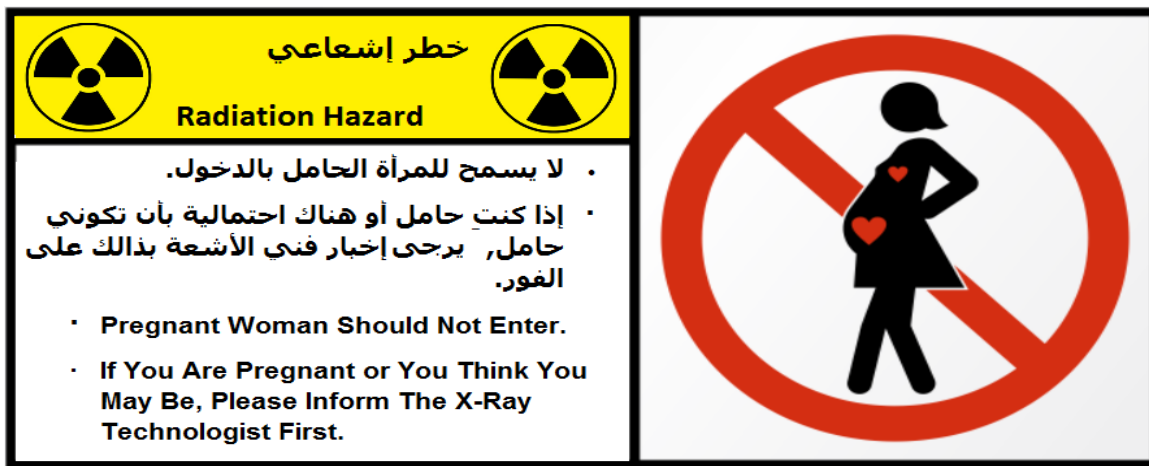 خطر إشعاعي
Radiation Hazard
• لا يسمح للمرأة الحامل بالدخول.
• إذا كنتِ حامل أو هناك احتمالية بأن تكوني
حامل, يرجى إخبار فني الأشعة بذالك على
الفور.
• Pregnant Woman Should Not Enter.
• If You Are Pregnant or You Think You
May Be, Please Inform The X-Ray
Technologist First.